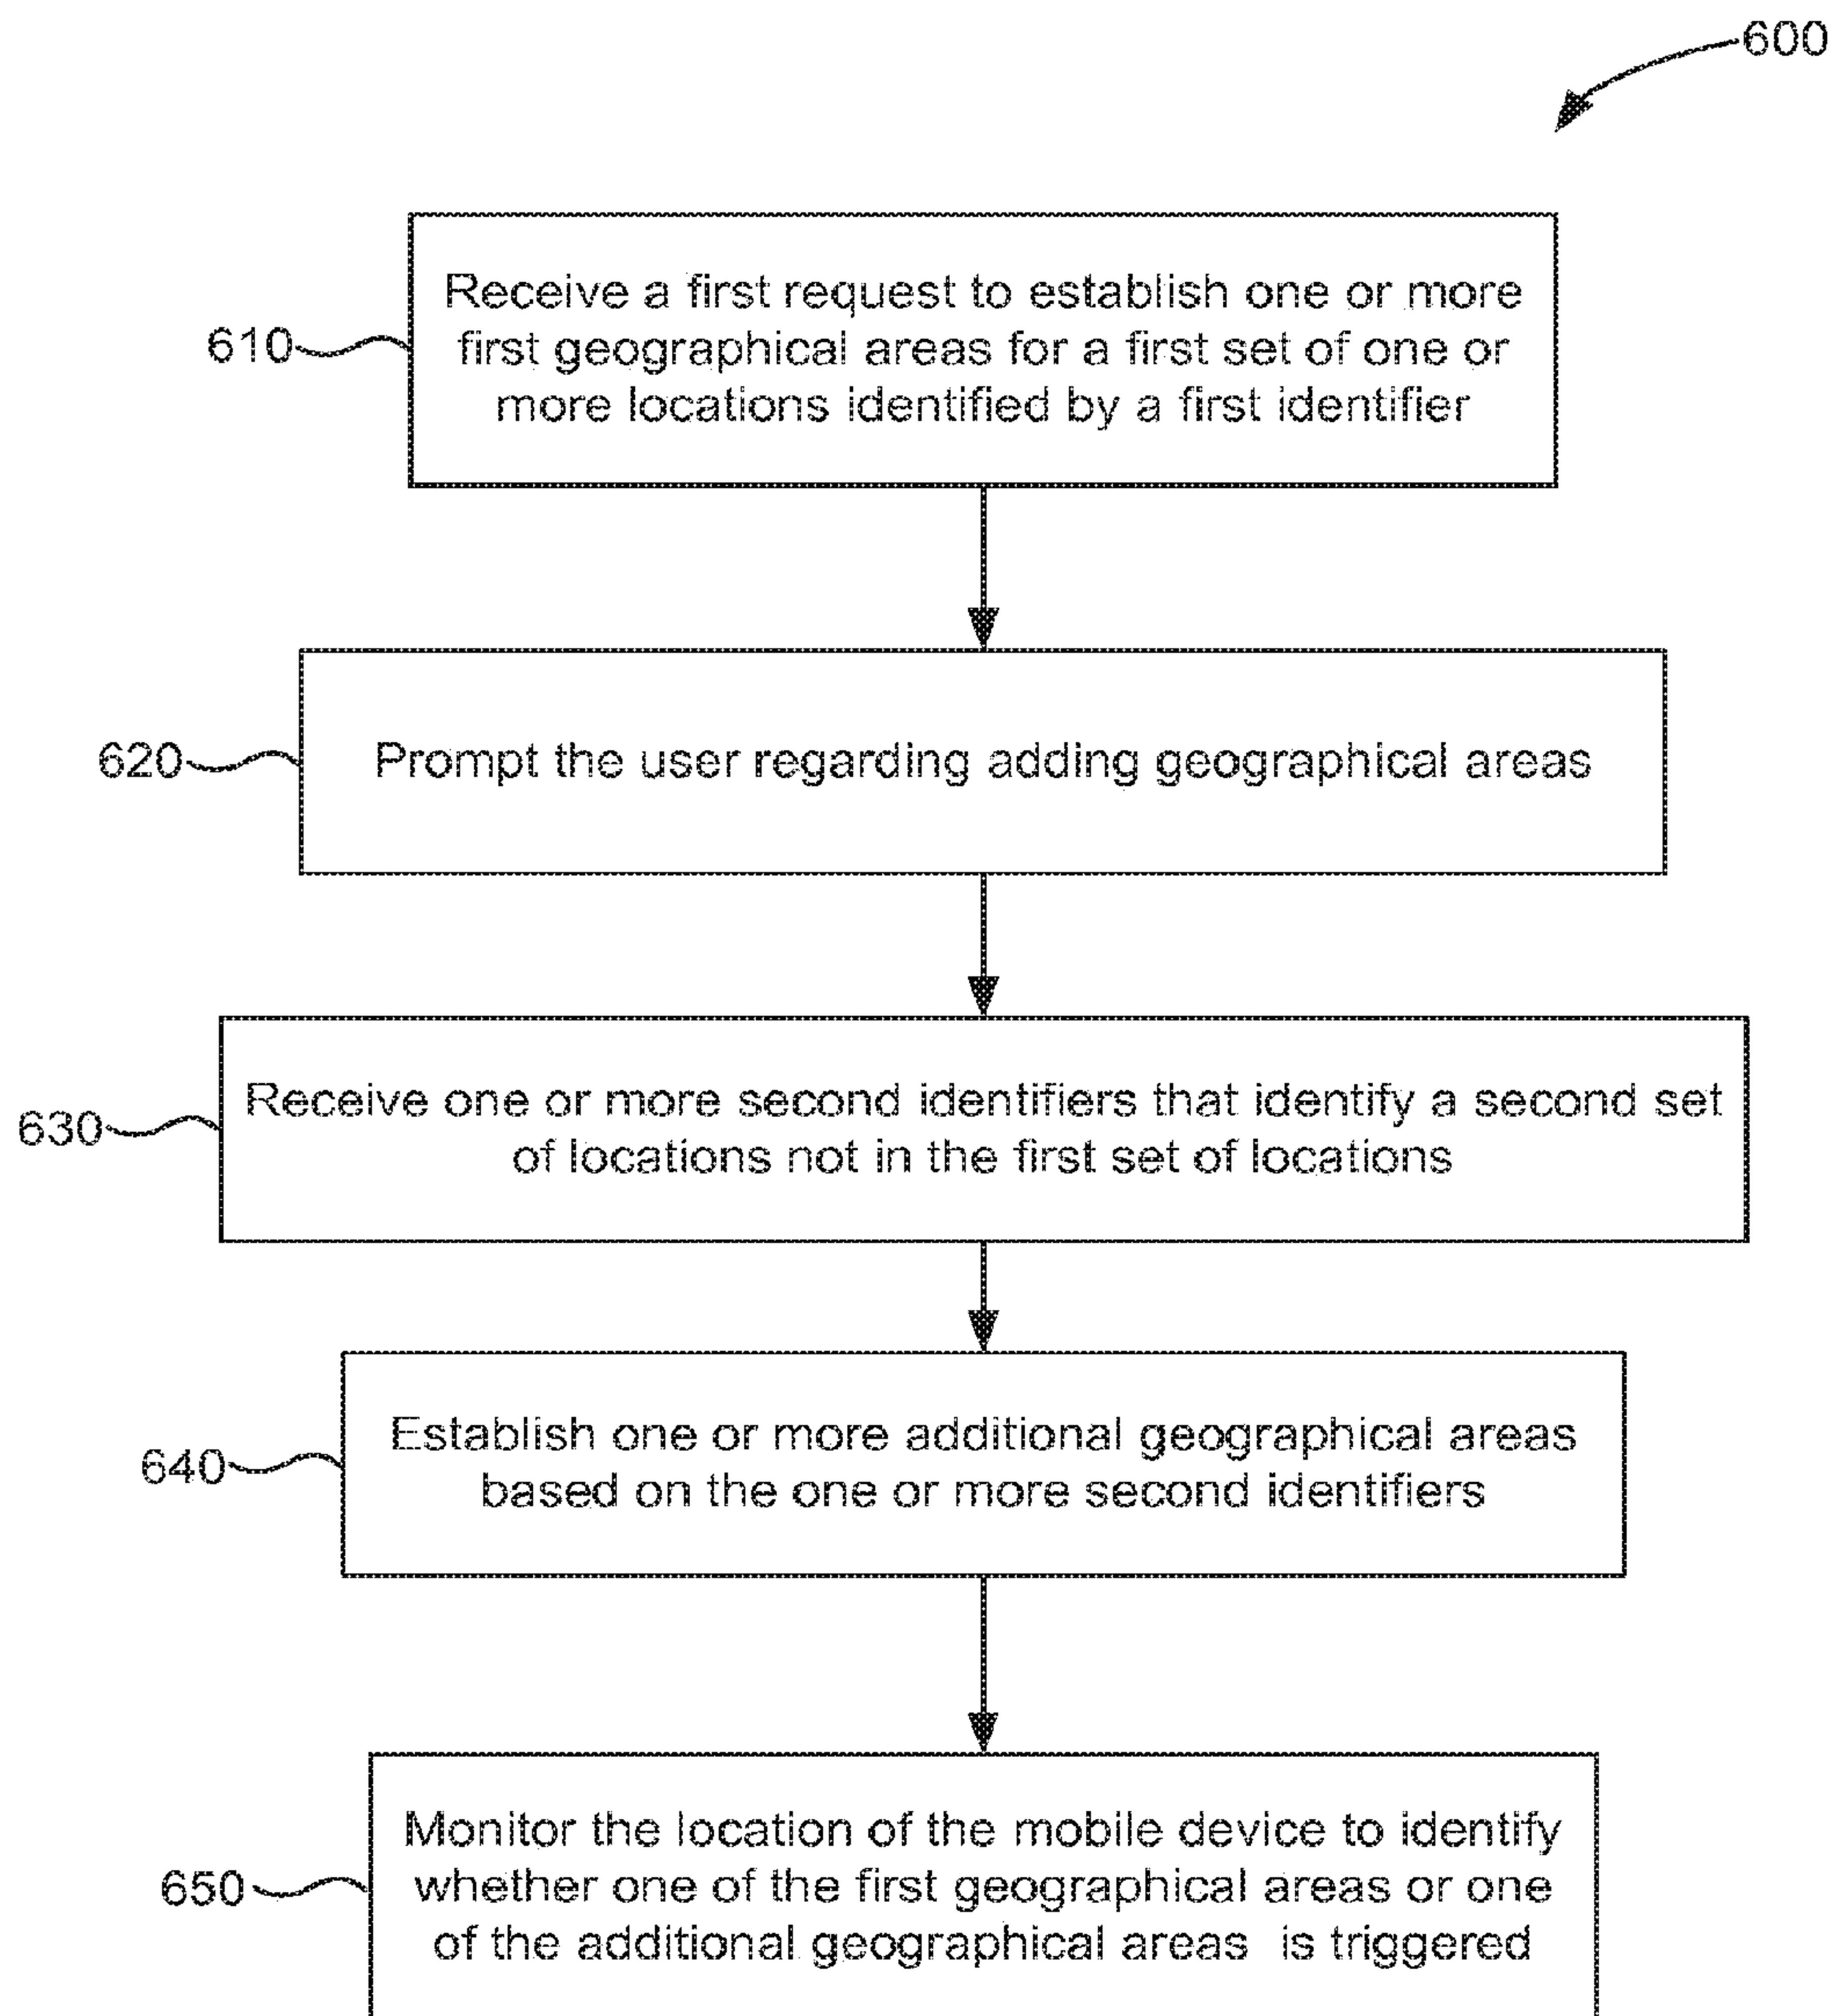 600
Receive a first request to establish one or more
610
first geographical areas for a first set of one or
more locations identified by a first identifier
620
Prompt the user regarding adding geographical areas
Receive one or more second identifiers that identify a second set
630
of locations not in the first set of locations
Establish one or more additional geographical areas
640
based on the one or more second identifiers
Monitor the location of the mobile device to identify
650
whether one of the first geographical areas or one
of the additional geographical areas is triggered